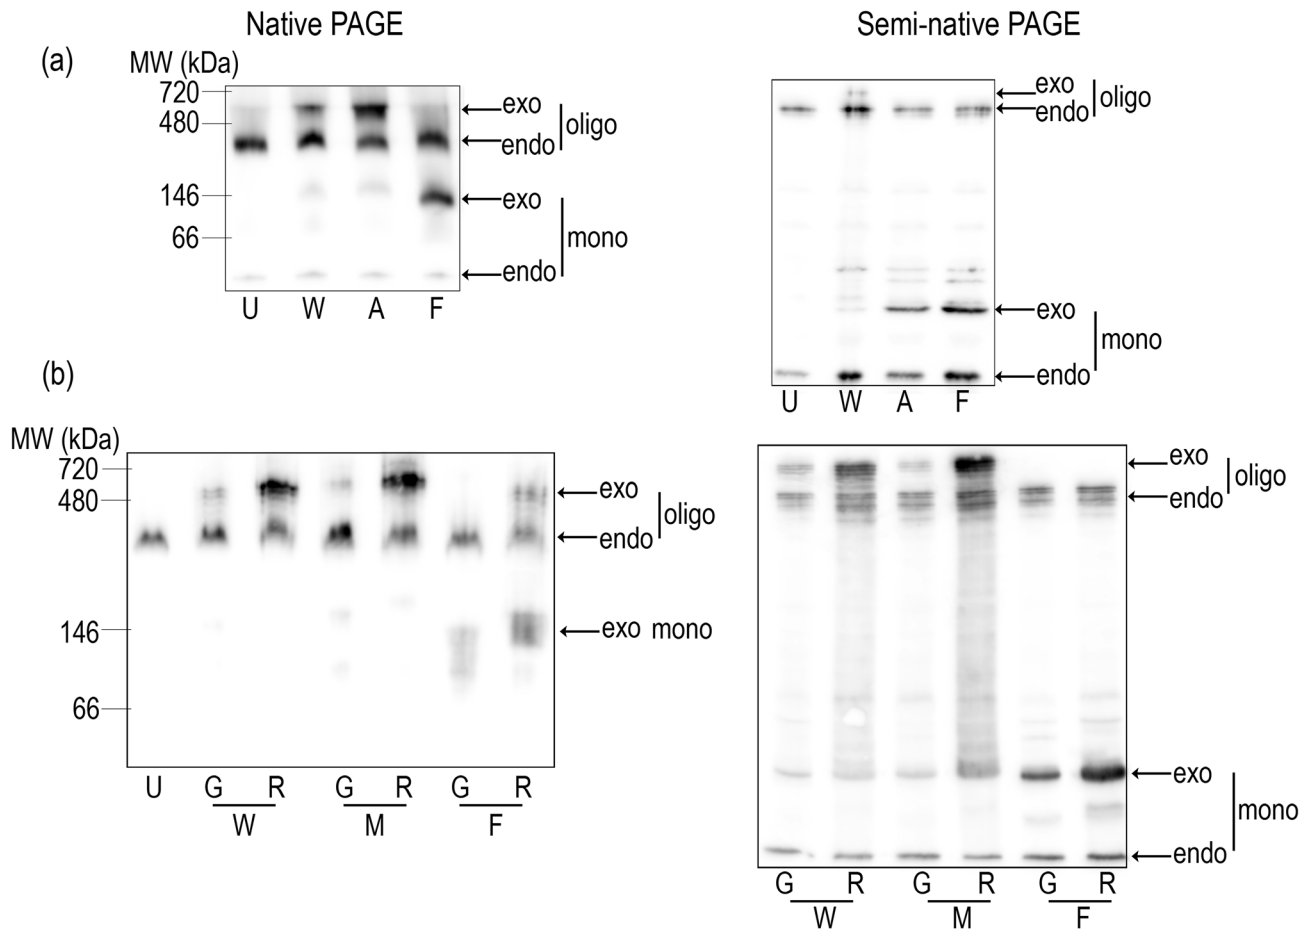 Native PAGE
Semi-native PAGE
(a)
MW (kDa)
720
480
146
66
exo
endo
oligo
exo
endo
mono
U W A F
exo
endo
oligo
exo
endo
mono
U W A F
(b)
MW (kDa)
720
480
146
66
exo
endo
oligo
exo mono
U G R G R G R
W M F
exo
endo
oligo
exo
endo
mono
G R G R G R
W M F